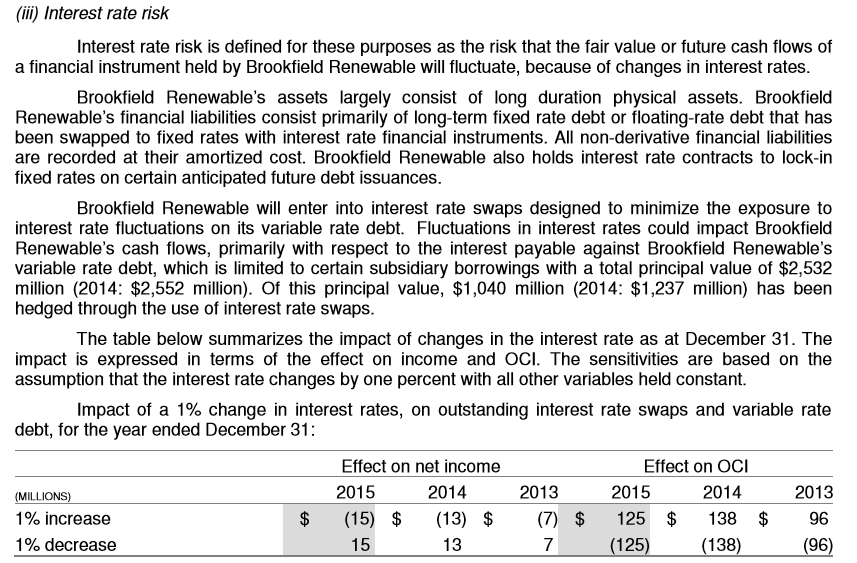 (iii) Interest rate risk
Interest rate risk is defined for these purposes as the risk that the fair value or future cash flows of
a financial instrument held by Brookfield Renewable will fluctuate, because of changes in interest rates.
Brookfield Renewable's assets largely consist of long duration physical assets. Brookfield
Renewable's financial liabilities consist primarily of long-term fixed rate debt or floating-rate debt that has
been swapped to fixed rates with interest rate financial instruments. All non-derivative financial liabilities
are recorded at their amortized cost. Brookfield Renewable also holds interest rate contracts to lock-in
fixed rates on certain anticipated future debt issuances.
Brookfield Renewable will enter into interest rate swaps designed to minimize the exposure to
interest rate fluctuations on its variable rate debt. Fluctuations in interest rates could impact Brookfield
Renewable's cash flows, primarily with respect to the interest payable against Brookfield Renewable's
variable rate debt, which is limited to certain subsidiary borrowings with a total principal value of $2,532
million (2014: $2,552 million). Of this principal value, $1,040 million (2014: $1,237 million) has been
hedged through the use of interest rate swaps.
The table below summarizes the impact of changes in the interest rate as at December 31. The
impact is expressed in terms of the effect on income and OCI. The sensitivities are based on the
assumption that the interest rate changes by one percent with all other variables held constant.
Impact of a 1% change in interest rates, on outstanding interest rate swaps and variable rate
debt, for the year ended December 31:
Effect on net income Effect on OCI
(MILLIONS) 2015 2014 2013 2015 2014 2013
1% increase $ (15) $ (13) $ (7) $ 125 $ 138 $ 96
1% decrease 15 13 7 (125) (138) (96)